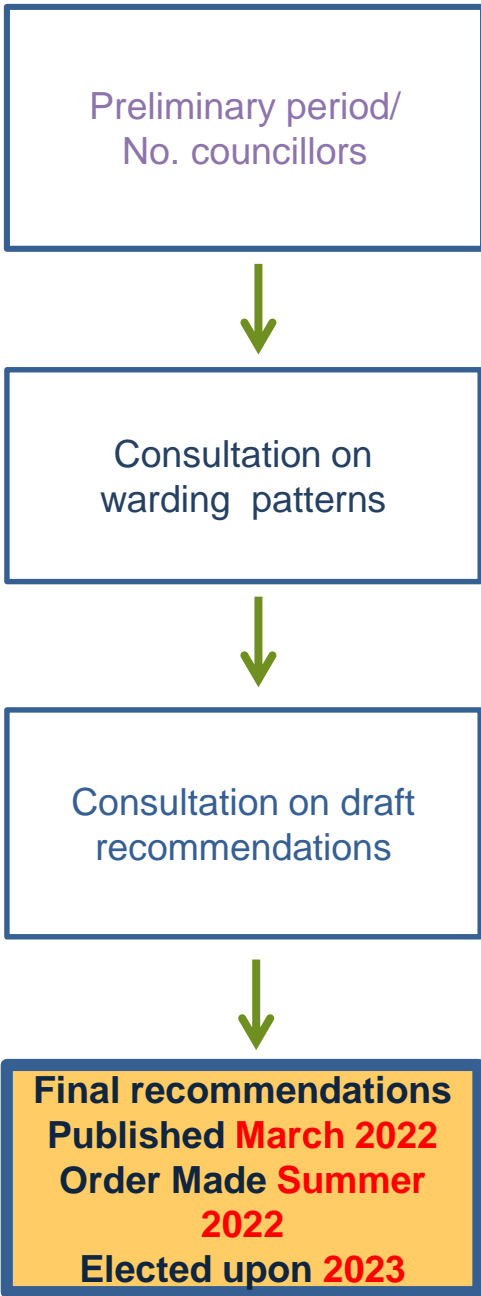 Preliminary period/
No. councillors
Consultation on
warding patterns
Consultation on draft
recommendations
Final recommendations
Published March 2022
Order Made Summer
2022
Elected upon 2023